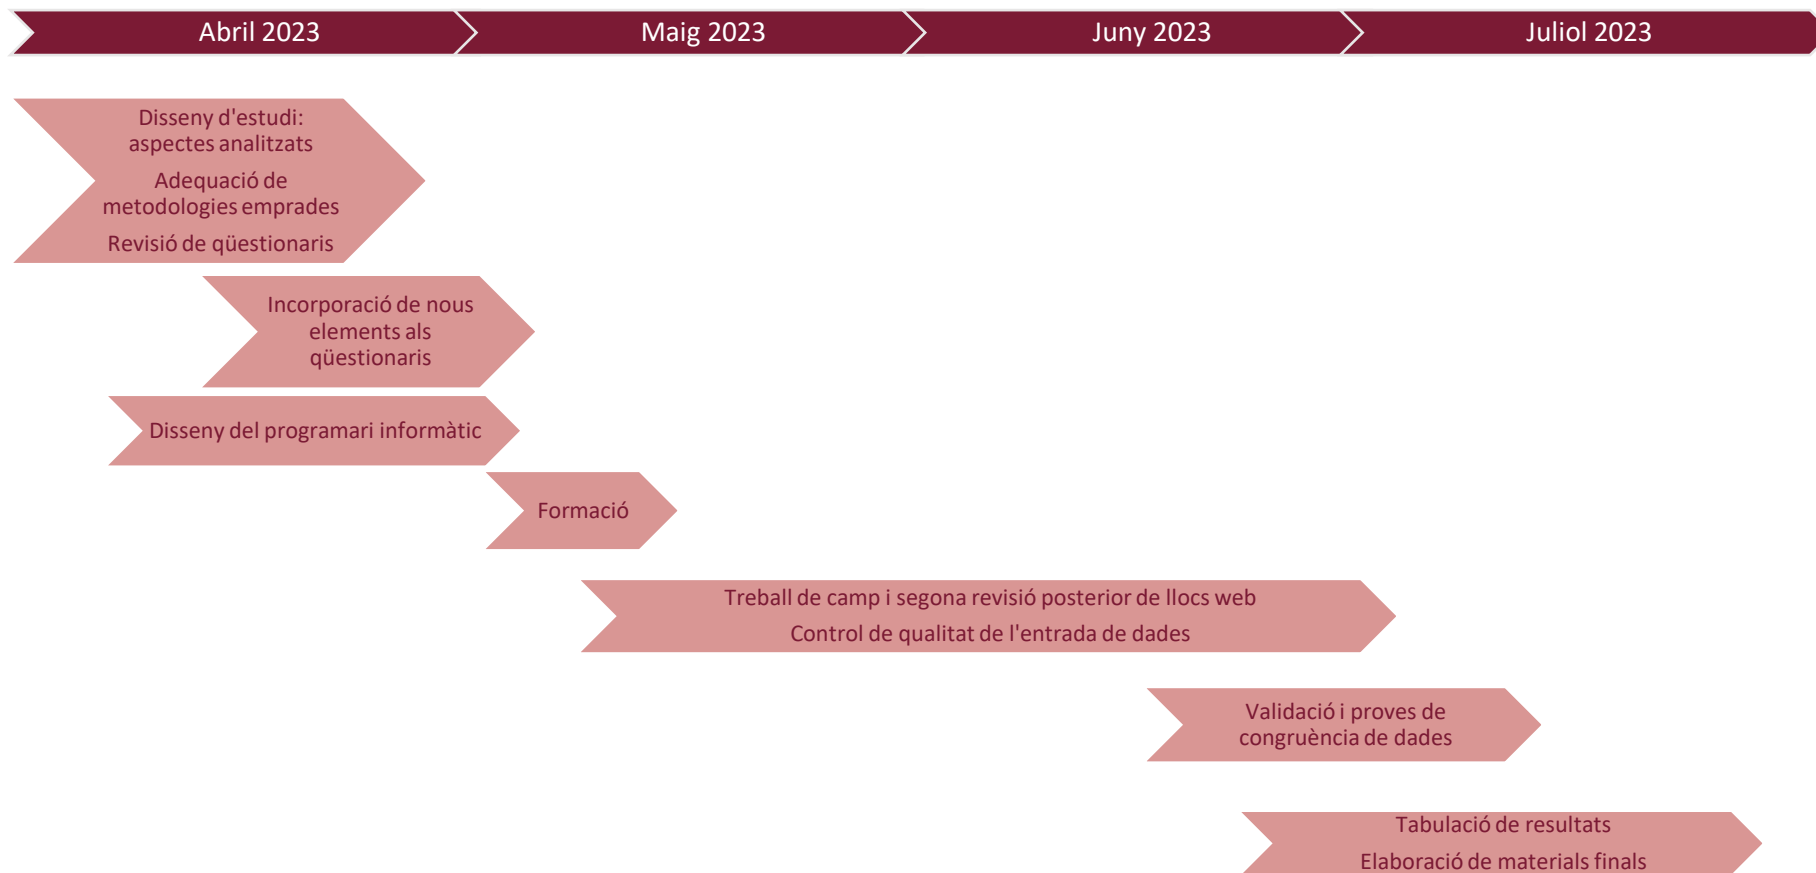 Abril 2023
Maig 2023
Juny 2023
Juliol 2023
Disseny d'estudi:
aspectes analitzats
Adequació de
metodologies emprades
Revisió de qüestionaris
Incorporació de nous
elements als
qüestionaris
Disseny del programari informàtic
Formació
Treball de camp i segona revisió posterior de llocs web
Control de qualitat de l'entrada de dades
Validació i proves de
congruència de dades
Tabulació de resultats
Elaboració de materials finals